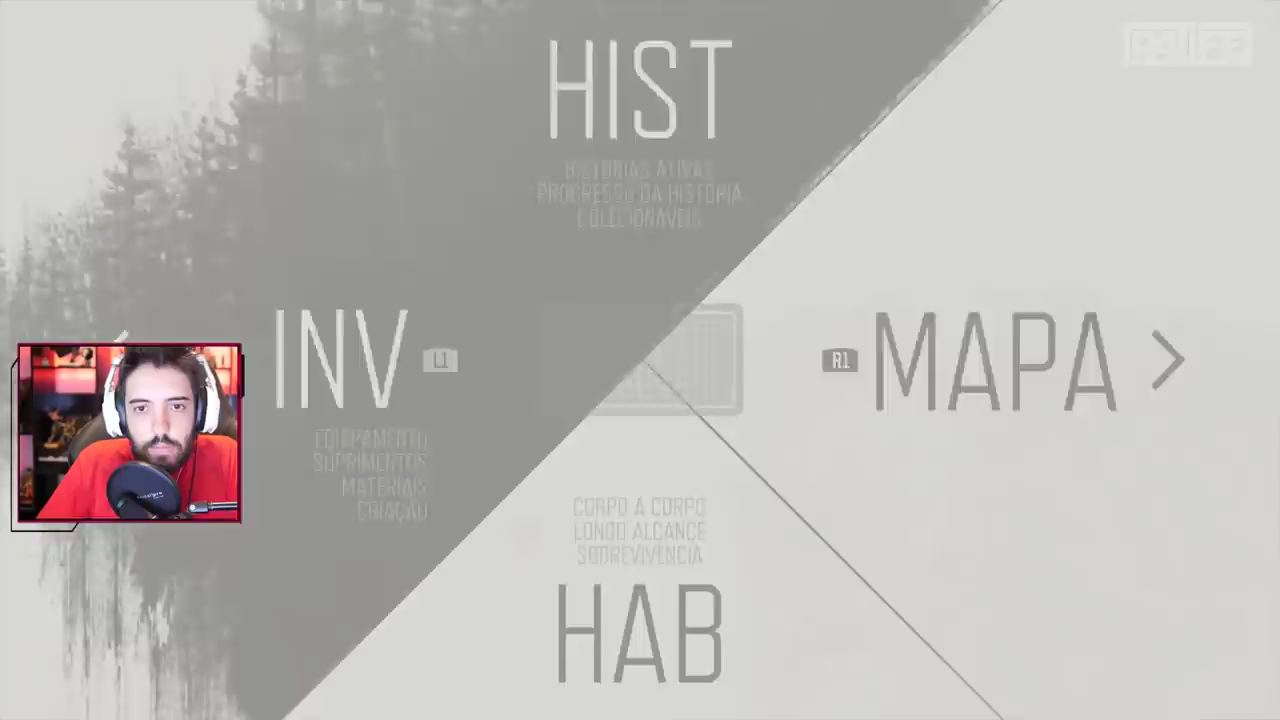 HIST
HISTÓRIAS ATIVAS
PROGRESSO DA HISTÓRIA
COLECIONÁVEIS
INV
L1
R1
MAPA
EQUIPAMENTO
SUPRIMENTOS
MATERIAIS
CRIAÇÃO
CORPO A CORPO
LONGO ALCANCE
SOBREVIVÊNCIA
HAB